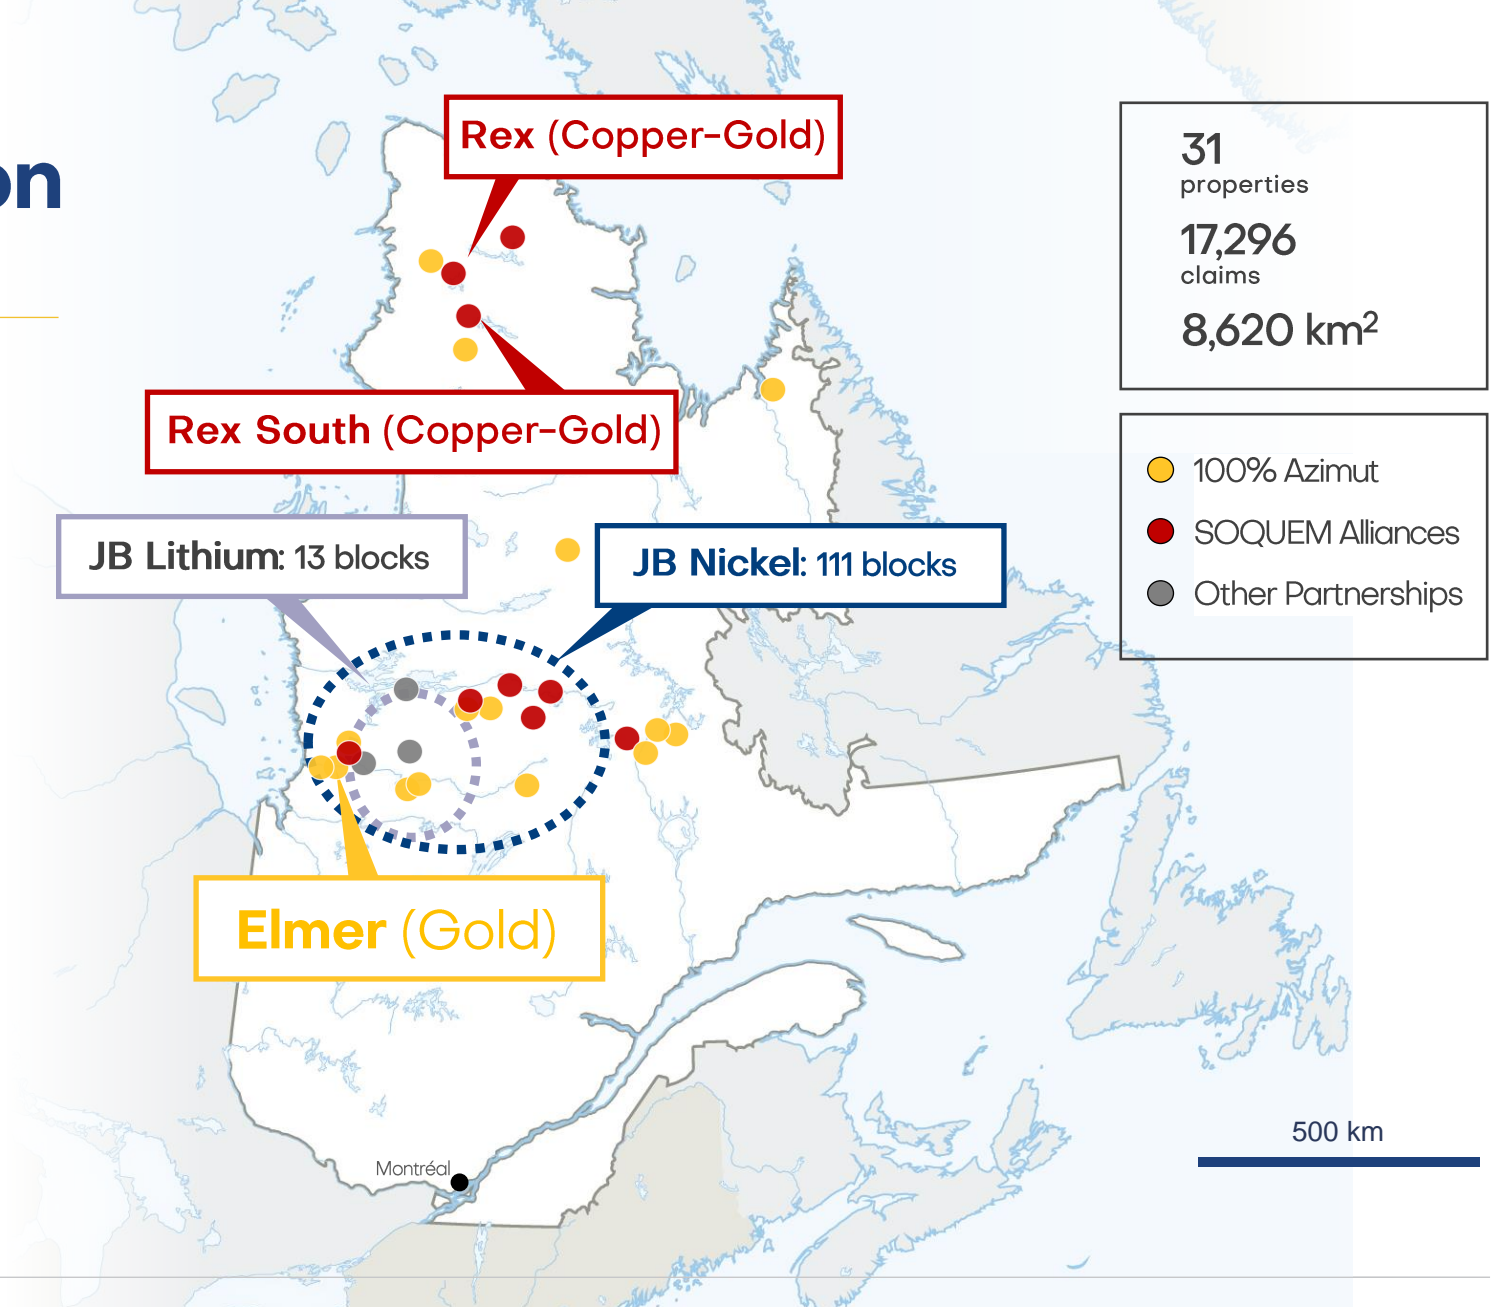 on
Rex (Copper-Gold)
Rex South (Copper-Gold)
JB Lithium: 13 blocks
JB Nickel: 111 blocks
Elmer (Gold)
Montréal
31
properties
17,296
claims
8,620 km²
100% Azimut
SOQUEM Alliances
Other Partnerships
500 km